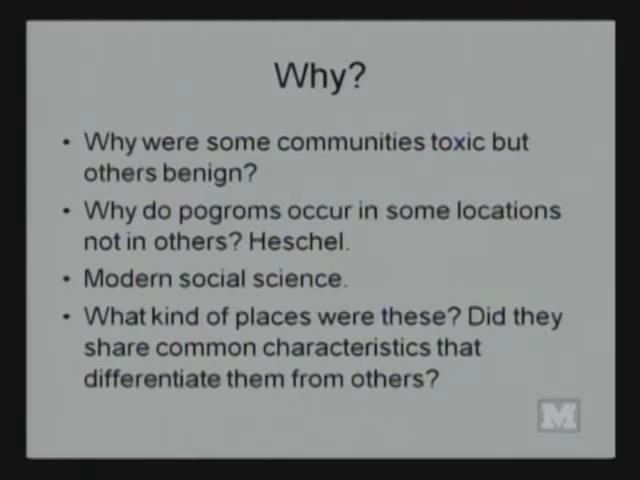 Why?
• Why were some communities toxic but
others benign?
• Why do pogroms occur in some locations
not in others? Heschel.
• Modern social science.
• What kind of places were these? Did they
share common characteristics that
differentiate them from others?
M